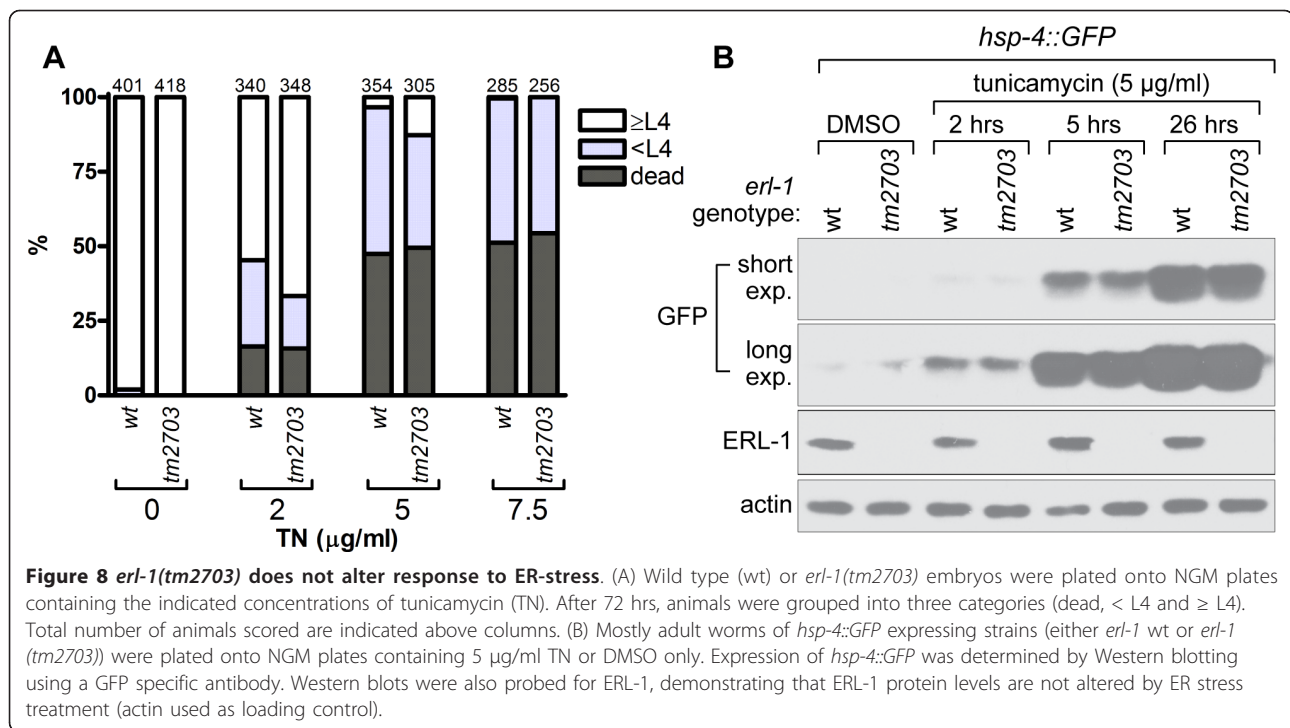 A
401 418 340 348 354 305 285 256
100
75
50
25
0
%
≥L4
<L4
dead
wt tm2703 wt tm2703 wt tm2703 wt tm2703
0 2 5 7.5
TN (µg/ml)
B
hsp-4::GFP
tunicamycin (5 µg/ml)
DMSO 2 hrs 5 hrs 26 hrs
erl-1
genotype:
wt tm2703 wt tm2703 wt tm2703 wt tm2703
GFP
short
exp.
long
exp.
ERL-1
actin
Figure 8 erl-1(tm2703) does not alter response to ER-stress. (A) Wild type (wt) or erl-1(tm2703) embryos were plated onto NGM plates
containing the indicated concentrations of tunicamycin (TN). After 72 hrs, animals were grouped into three categories (dead, < L4 and ≥ L4).
Total number of animals scored are indicated above columns. (B) Mostly adult worms of hsp-4::GFP expressing strains (either erl-1 wt or erl-1
(tm2703)) were plated onto NGM plates containing 5 µg/ml TN or DMSO only. Expression of hsp-4::GFP was determined by Western blotting
using a GFP specific antibody. Western blots were also probed for ERL-1, demonstrating that ERL-1 protein levels are not altered by ER stress
treatment (actin used as loading control).